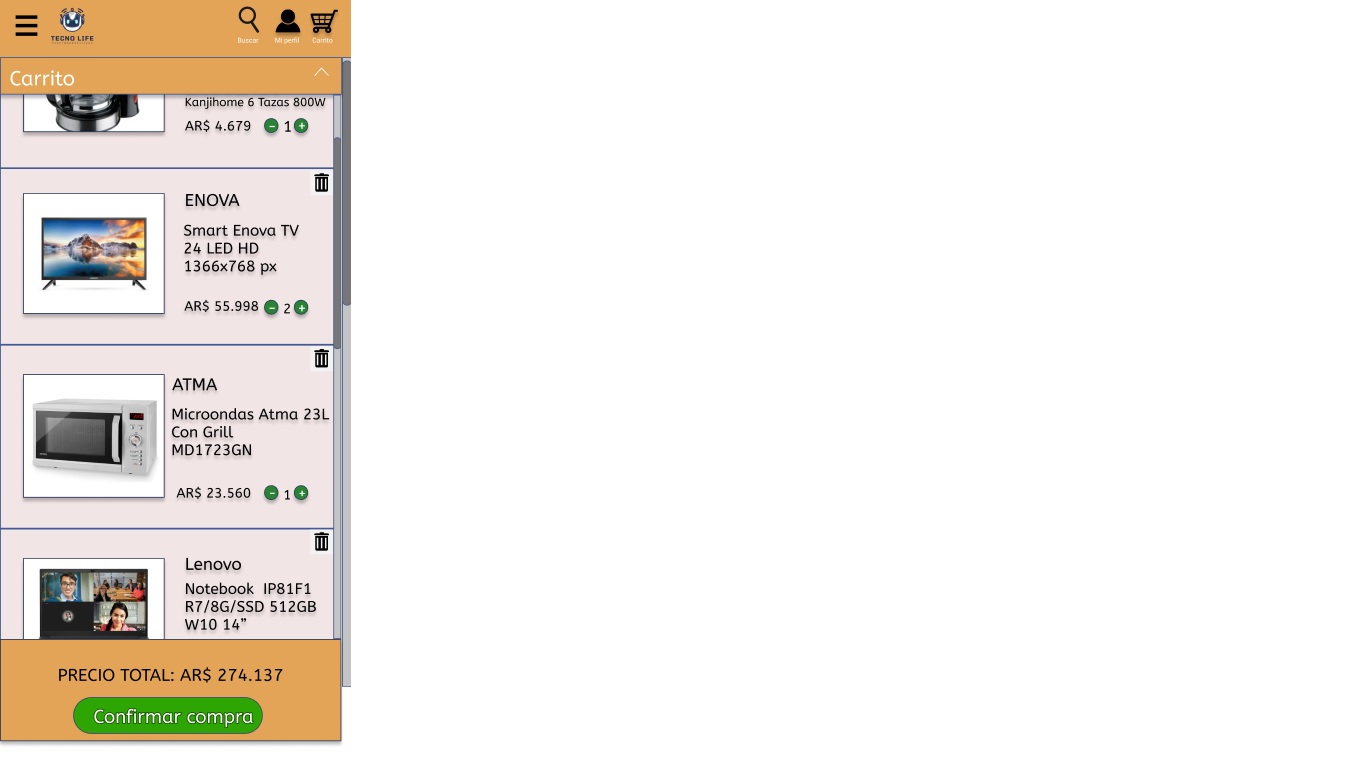 TECNO LIFE
Buscar
Mi perfil
Carrito
Carrito
Kanjihome 6 Tazas 800W
AR$ 4.679 - 1 +
ENOVA
Smart Enova TV
24 LED HD
1366x768 px
AR$ 55.998 - 2 +
ATMA
Microondas Atma 23L
Con Grill
MD1723GN
AR$ 23.560 - 1 +
Lenovo
Notebook IP81F1
R7/8G/SSD 512GB
W10 14”
PRECIO TOTAL: AR$ 274.137
Confirmar compra